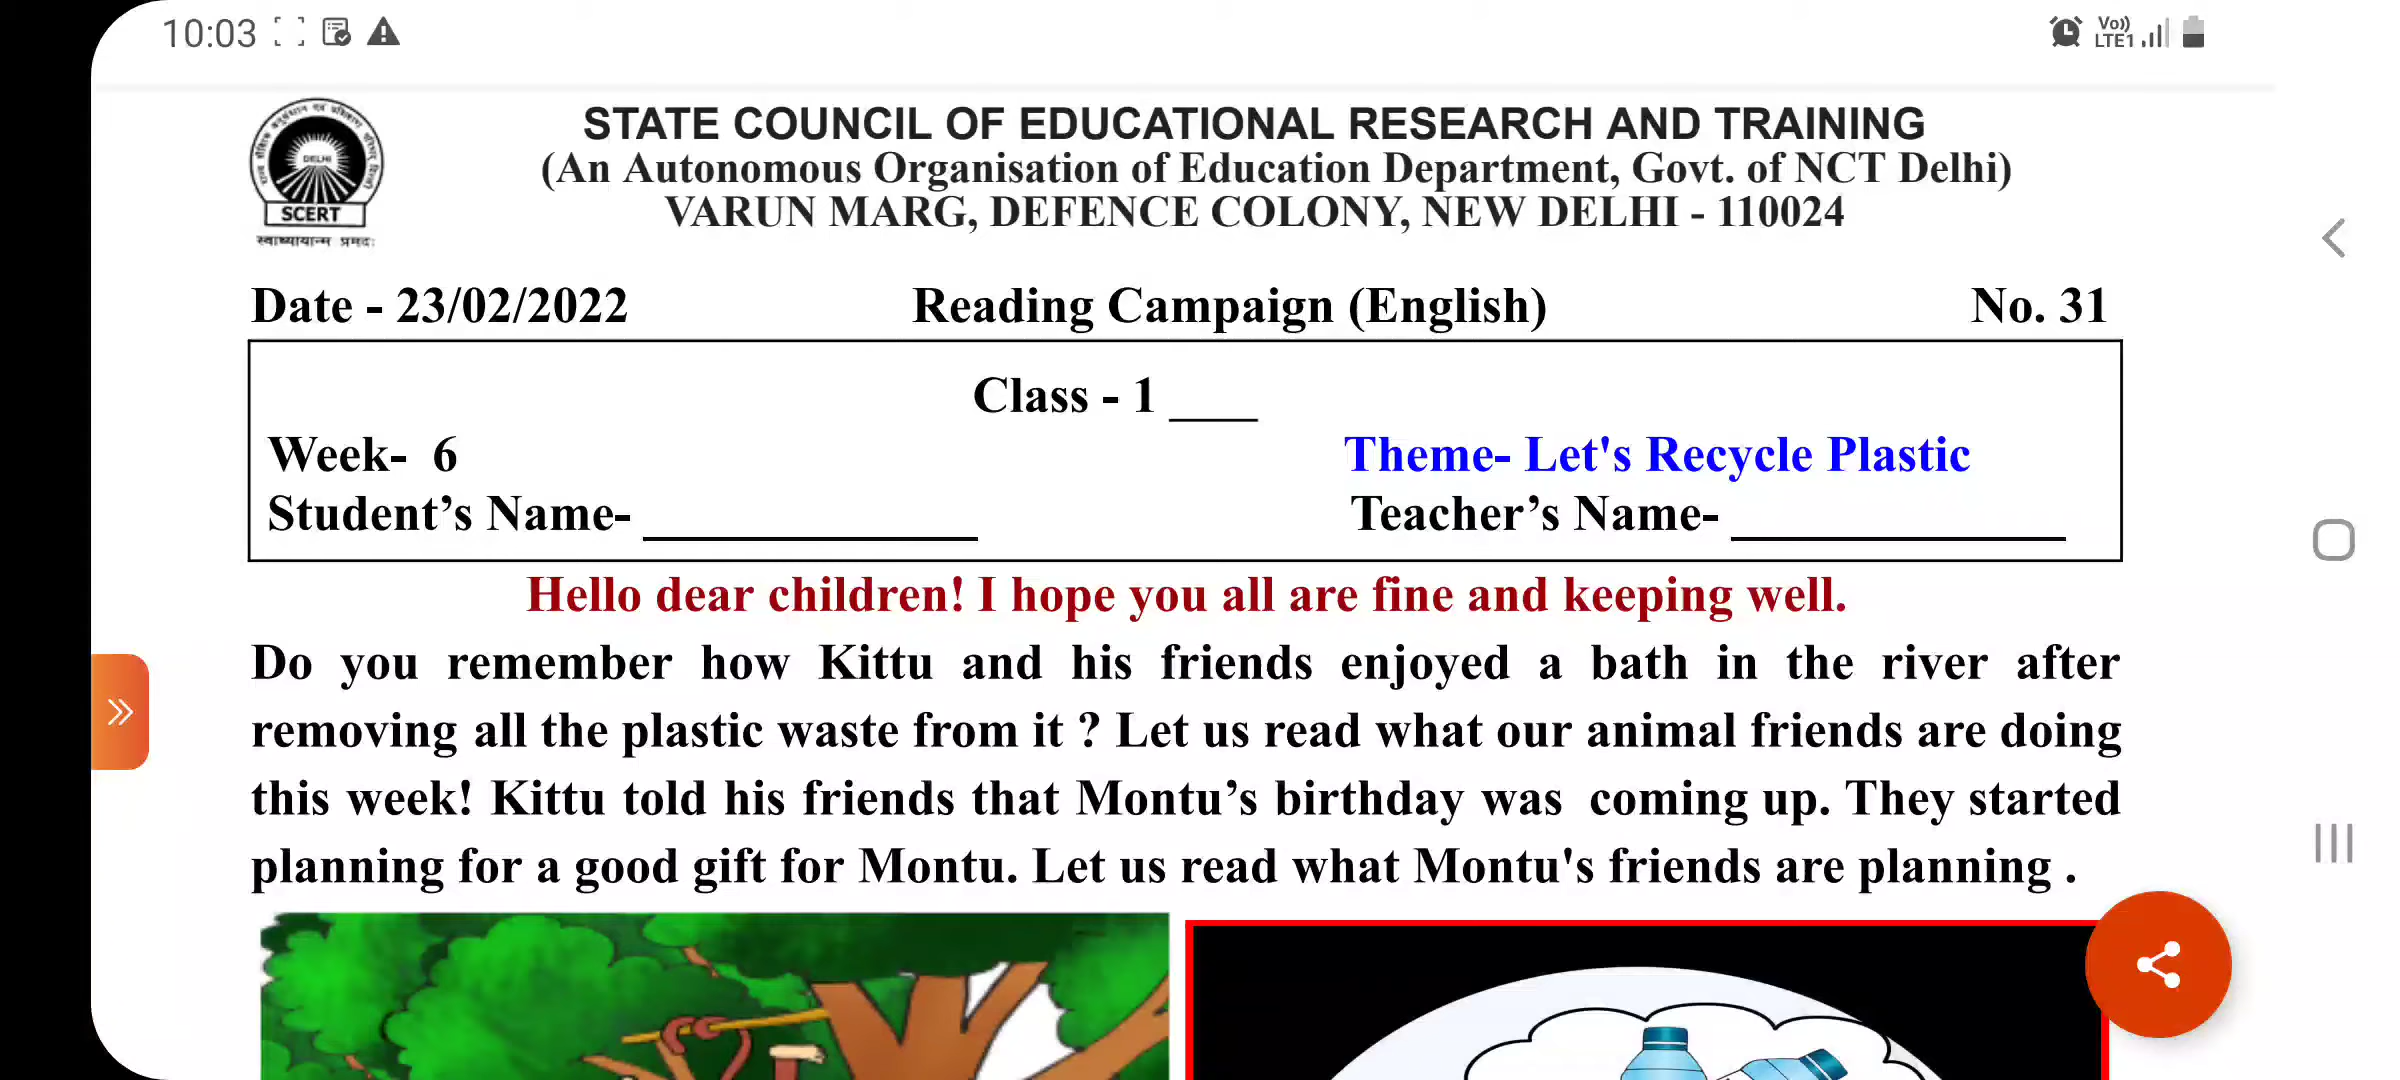 10:03
Vo))
LTE1
DELHI
SCERT
STATE COUNCIL OF EDUCATIONAL RESEARCH AND TRAINING
(An Autonomous Organisation of Education Department, Govt. of NCT Delhi)
VARUN MARG, DEFENCE COLONY, NEW DELHI - 110024
Date - 23/02/2022 Reading Campaign (English) No. 31
Class - 1 ____
Week- 6 Theme- Let's Recycle Plastic
Student’s Name- ____________ Teacher’s Name- ____________
Hello dear children! I hope you all are fine and keeping well.
Do you remember how Kittu and his friends enjoyed a bath in the river after
removing all the plastic waste from it ? Let us read what our animal friends are doing
this week! Kittu told his friends that Montu’s birthday was coming up. They started
planning for a good gift for Montu. Let us read what Montu's friends are planning .